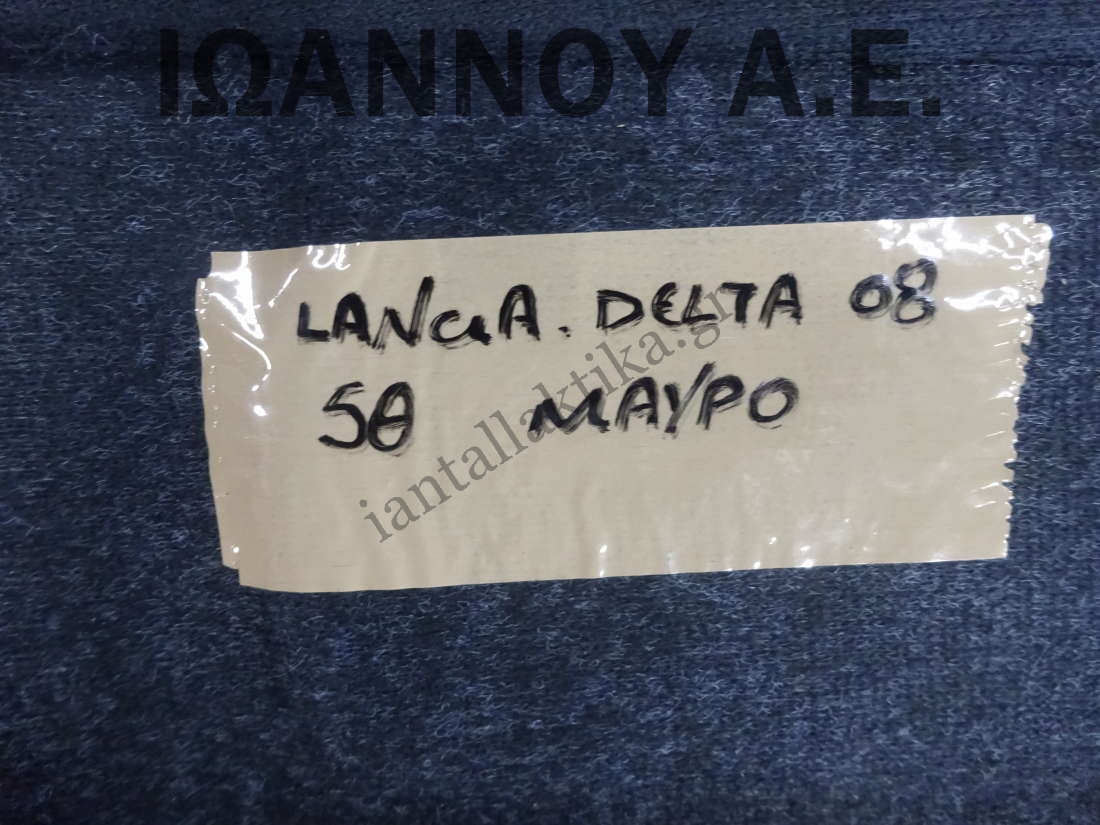 ΙΩΑΝΝΟΥ Α.Ε.
LANCIA. DELTA 08
5θ ΜΑΥΡΟ
iantallaktika.gr